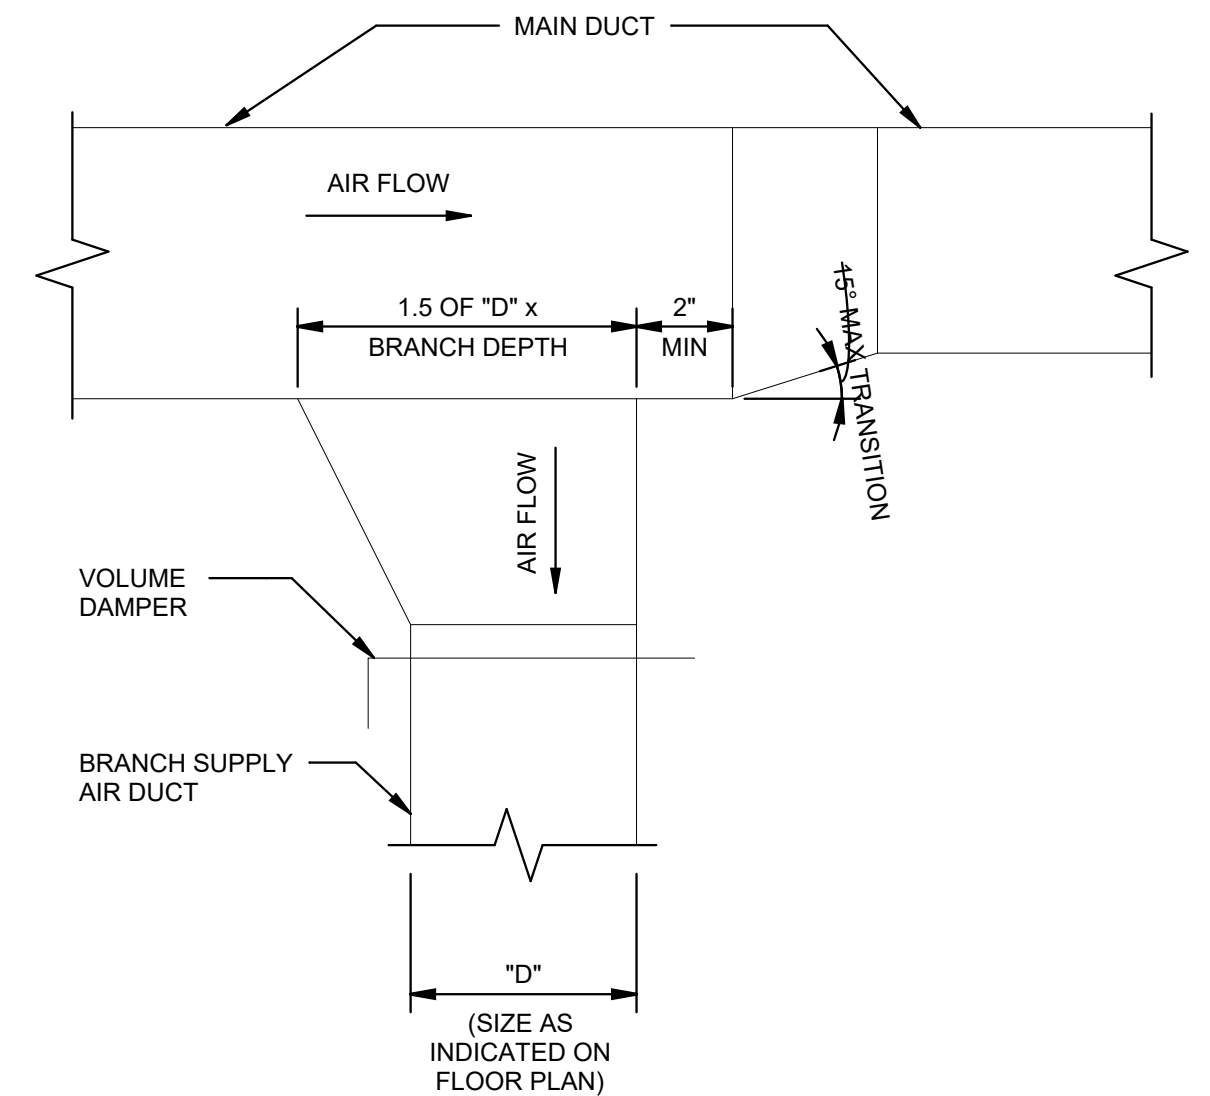 MAIN DUCT
AIR FLOW
1.5 OF "D" x
BRANCH DEPTH
2"
MIN
15° MAX TRANSITION
AIR FLOW
VOLUME
DAMPER
BRANCH SUPPLY
AIR DUCT
"D"
(SIZE AS
INDICATED ON
FLOOR PLAN)